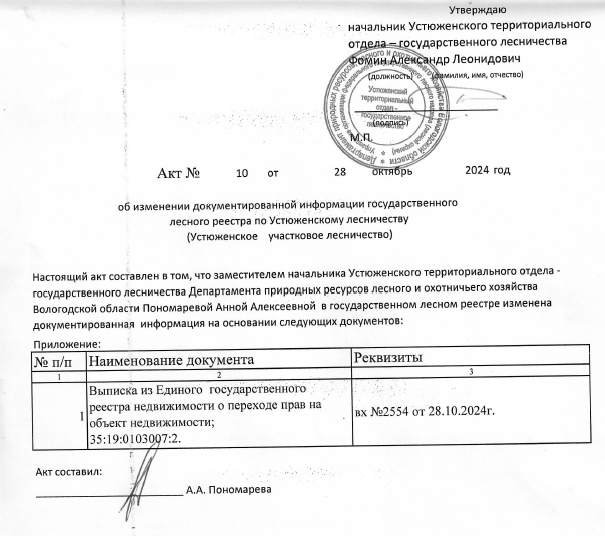 Утверждаю
начальник Устюженского территориального
отдела – государственного лесничества
Фомин Александр Леонидович
(должность) (фамилия, имя, отчество)
Устюженский
территориальный
отдел -
государственное
лесничество
(подпись)
М.П.
Акт № 10 от 28 октябрь 2024 год
об изменении документированной информации государственного
лесного реестра по Устюженскому лесничеству
(Устюженское участковое лесничество)
Настоящий акт составлен в том, что заместителем начальника Устюженского территориального отдела -
государственного лесничества Департамента природных ресурсов лесного и охотничьего хозяйства
Вологодской области Пономаревой Анной Алексеевной в государственном лесном реестре изменена
документированная информация на основании следующих документов:
Приложение:
№ п/п Наименование документа Реквизиты
1 2 3
1 Выписка из Единого государственного
реестра недвижимости о переходе прав на
объект недвижимости;
35:19:0103007:2.
вх №2554 от 28.10.2024г.
Акт составил:
А.А. Пономарева